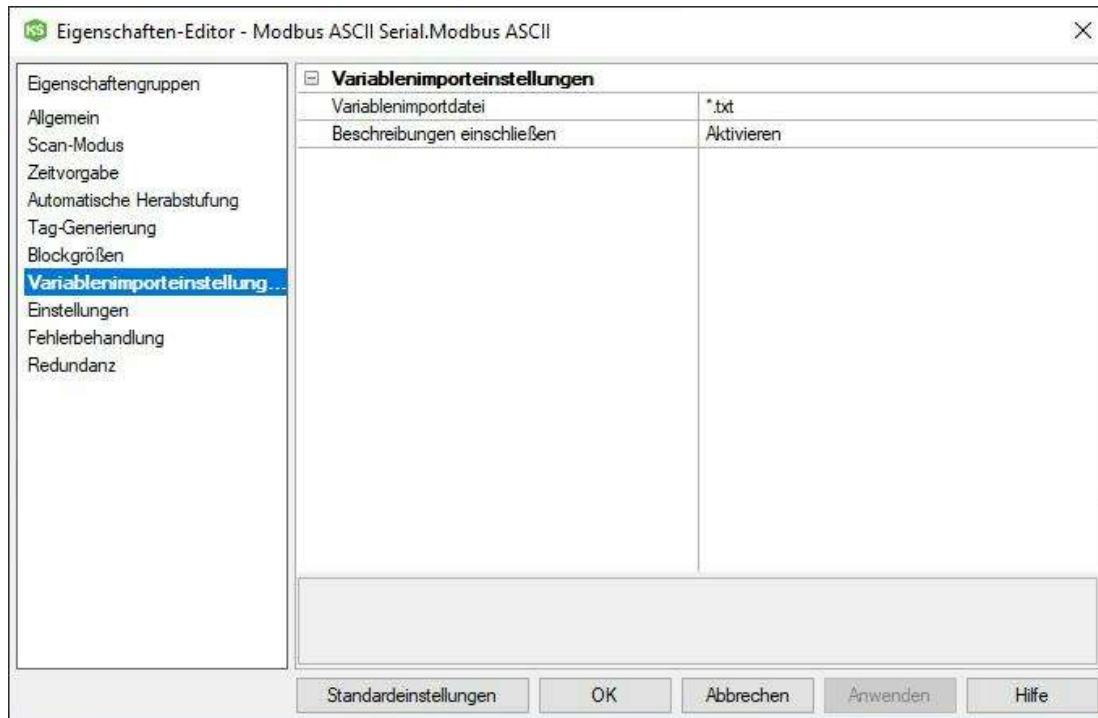 KS Eigenschaften-Editor - Modbus ASCII Serial.Modbus ASCII
Eigenschaftengruppen
Allgemein
Scan-Modus
Zeitvorgabe
Automatische Herabstufung
Tag-Generierung
Blockgrößen
Variablenimporteinstellung...
Einstellungen
Fehlerbehandlung
Redundanz
Variablenimporteinstellungen
Variablenimportdatei *.txt
Beschreibungen einschließen Aktivieren
Standardeinstellungen OK Abbrechen Anwenden Hilfe